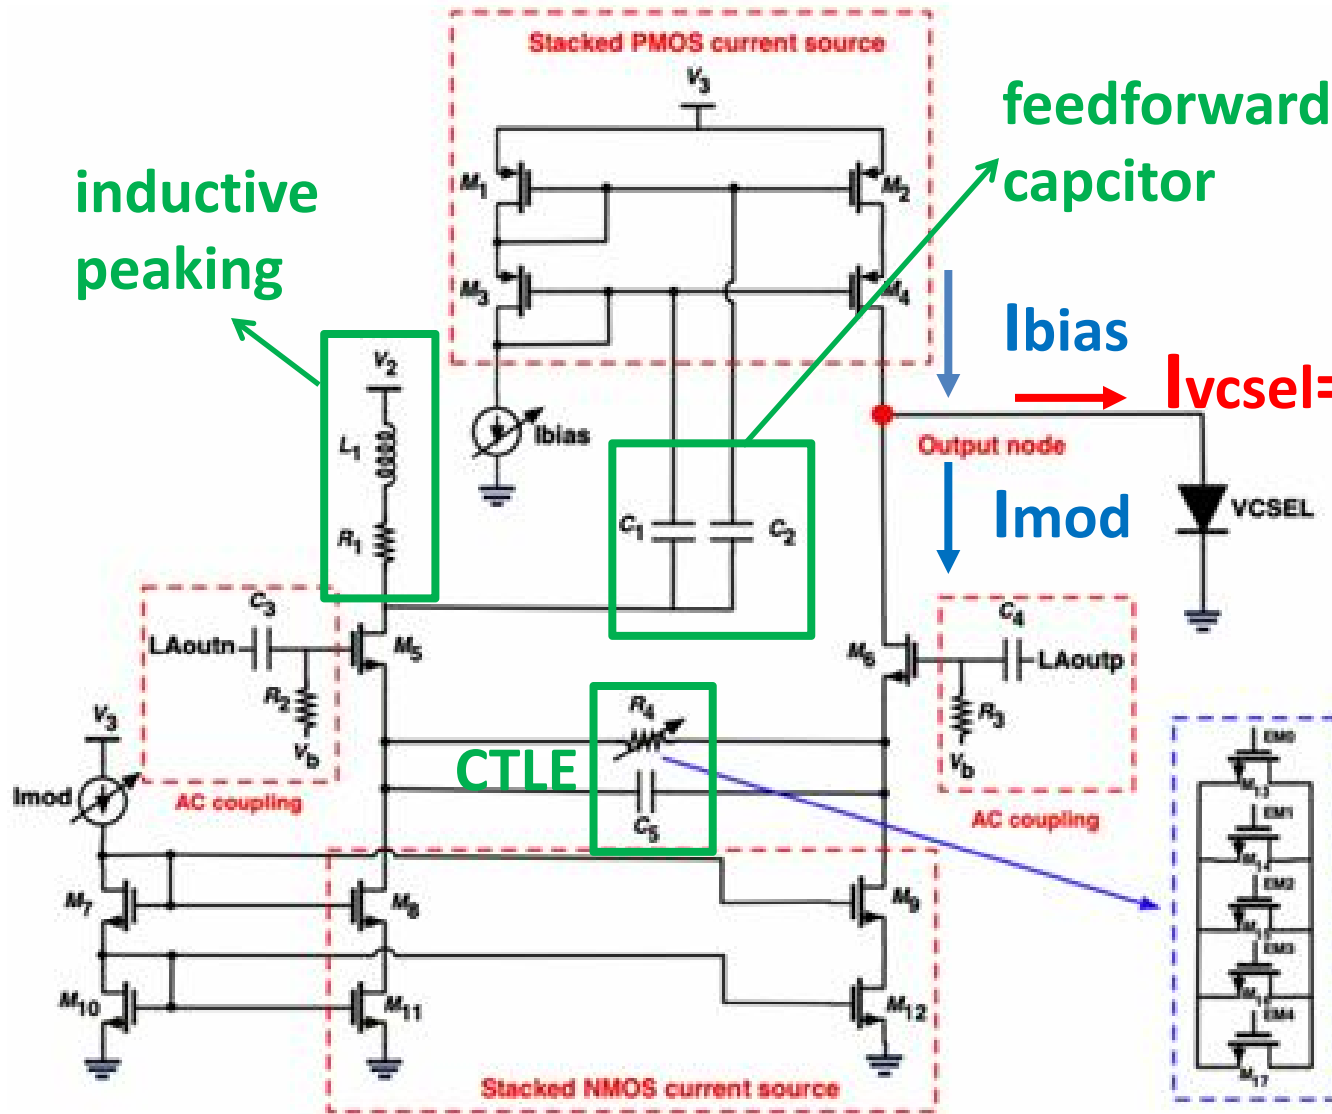 Stacked PMOS current source
V3
feedforward
capcitor
inductive
peaking
M1
M2
M3
M4
Ibias
Ivcsel=
V2
L1
Ibias
Output node
R1
C1
C2
Imod
VCSEL
C3
C4
LAoutn
M5
M6
LAoutp
R2
R4
R3
V3
Vb
Vb
EM0
CTLE
M13
Imod
AC coupling
C5
AC coupling
EM1
M14
M7
M8
M9
EM2
M15
EM3
M10
M11
M12
M16
EM4
M17
Stacked NMOS current source